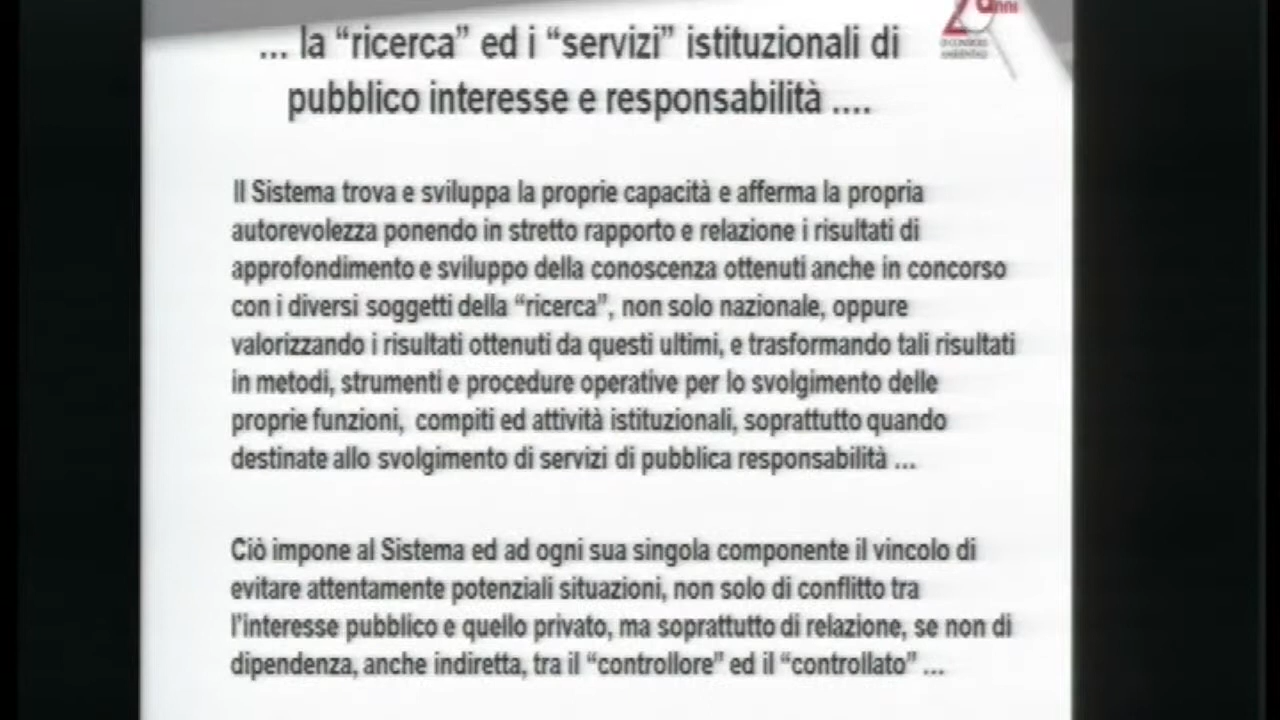 ... la “ricerca” ed i “servizi” istituzionali di
pubblico interesse e responsabilità ....
anni
Il Sistema trova e sviluppa la proprie capacità e afferma la propria
autorevolezza ponendo in stretto rapporto e relazione i risultati di
approfondimento e sviluppo della conoscenza ottenuti anche in concorso
con i diversi soggetti della “ricerca”, non solo nazionale, oppure
valorizzando i risultati ottenuti da questi ultimi, e trasformando tali risultati
in metodi, strumenti e procedure operative per lo svolgimento delle
proprie funzioni, compiti ed attività istituzionali, soprattutto quando
destinate allo svolgimento di servizi di pubblica responsabilità ...
Ciò impone al Sistema ed ad ogni sua singola componente il vincolo di
evitare attentamente potenziali situazioni, non solo di conflitto tra
l’interesse pubblico e quello privato, ma soprattutto di relazione, se non di
dipendenza, anche indiretta, tra il “controllore” ed il “controllato” ...